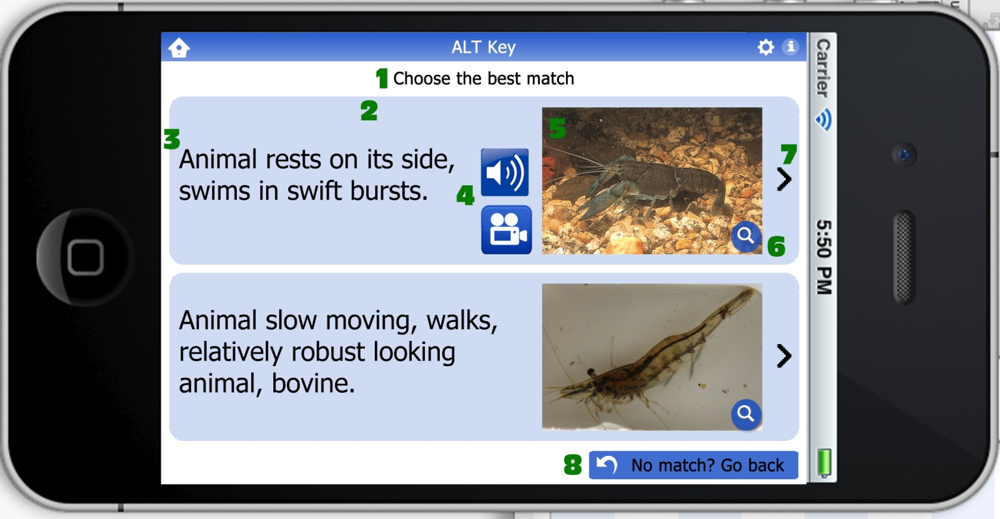 ALT Key
1 Choose the best match
2
3
Animal rests on its side,
swims in swift bursts.
4
5
6
7
Animal slow moving, walks,
relatively robust looking
animal, bovine.
8 No match? Go back
Carrier
5:50 PM